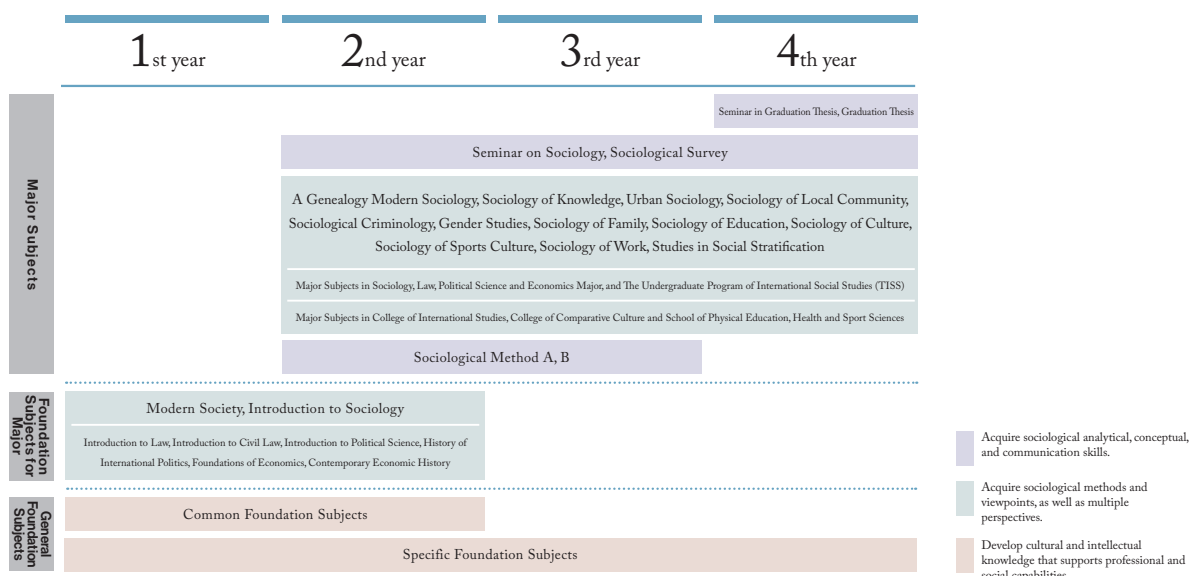 1st year
2nd year
3rd year
4th year
Major Subjects
Seminar in Graduation Thesis, Graduation Thesis
Seminar on Sociology, Sociological Survey
A Genealogy Modern Sociology, Sociology of Knowledge, Urban Sociology, Sociology of Local Community,
Sociological Criminology, Gender Studies, Sociology of Family, Sociology of Education, Sociology of Culture,
Sociology of Sports Culture, Sociology of Work, Studies in Social Stratification
Major Subjects in Sociology, Law, Political Science and Economics Major, and The Undergraduate Program of International Social Studies (TISS)
Major Subjects in College of International Studies, College of Comparative Culture and School of Physical Education, Health and Sport Sciences
Sociological Method A, B
Foundation
Subjects for
Major
Modern Society, Introduction to Sociology
Introduction to Law, Introduction to Civil Law, Introduction to Political Science, History of
International Politics, Foundations of Economics, Contemporary Economic History
General
Foundation
Subjects
Common Foundation Subjects
Specific Foundation Subjects
Acquire sociological analytical, conceptual,
and communication skills.
Acquire sociological methods and
viewpoints, as well as multiple
perspectives.
Develop cultural and intellectual
knowledge that supports professional and
social capabilities.